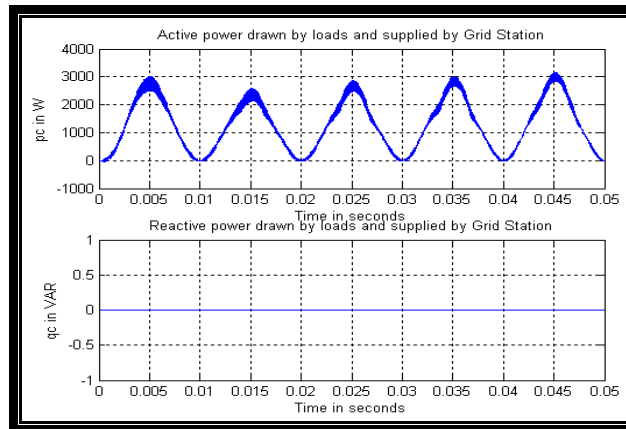 Active power drawn by loads and supplied by Grid Station
4000
3000
2000
1000
0
-1000
pc in W
0 0.005 0.01 0.015 0.02 0.025 0.03 0.035 0.04 0.045 0.05
Time in seconds
Reactive power drawn by loads and supplied by Grid Station
1
0.5
0
-0.5
-1
qc in VAR
0 0.005 0.01 0.015 0.02 0.025 0.03 0.035 0.04 0.045 0.05
Time in seconds